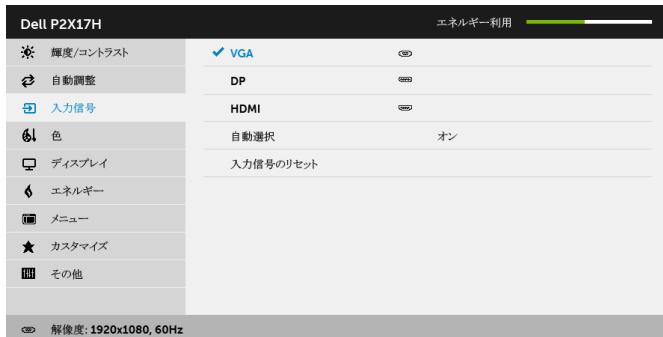 Dell P2X17H エネルギー利用
輝度/コントラスト VGA
自動調整 DP
入力信号 HDMI
色 自動選択 オン
ディスプレイ 入力信号のリセット
エネルギー
メニュー
カスタマイズ
その他
解像度: 1920x1080, 60Hz